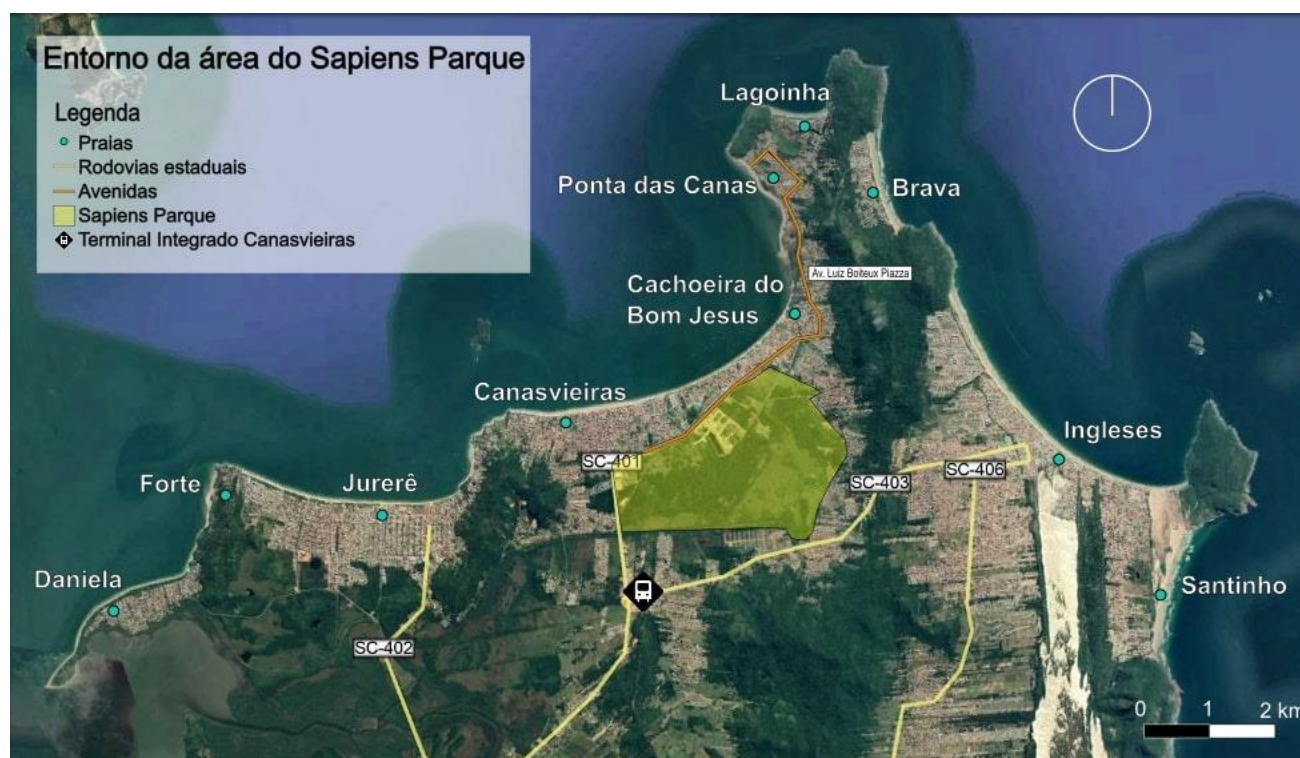 Entorno da área do Sapiens Parque
Legenda
Praias
Rodovias estaduais
Avenidas
Sapiens Parque
Terminal Integrado Canasvieiras
Lagoinha
Ponta das Canas
Brava
Av. Luiz Boiteux Piazza
Cachoeira do
Bom Jesus
Canasvieiras
Ingleses
SC-401
SC-406
SC-403
Forte
Jurerê
Daniela
Santinho
SC-402
0 1 2 km